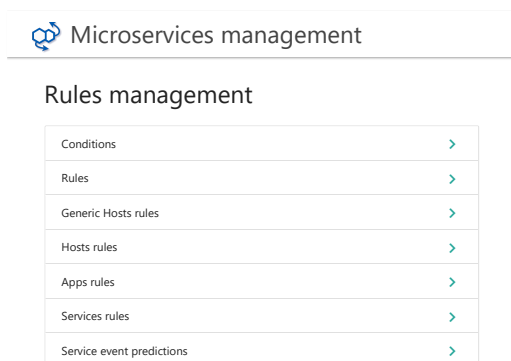 Microservices management
Rules management
Conditions
Rules
Generic Hosts rules
Hosts rules
Apps rules
Services rules
Service event predictions